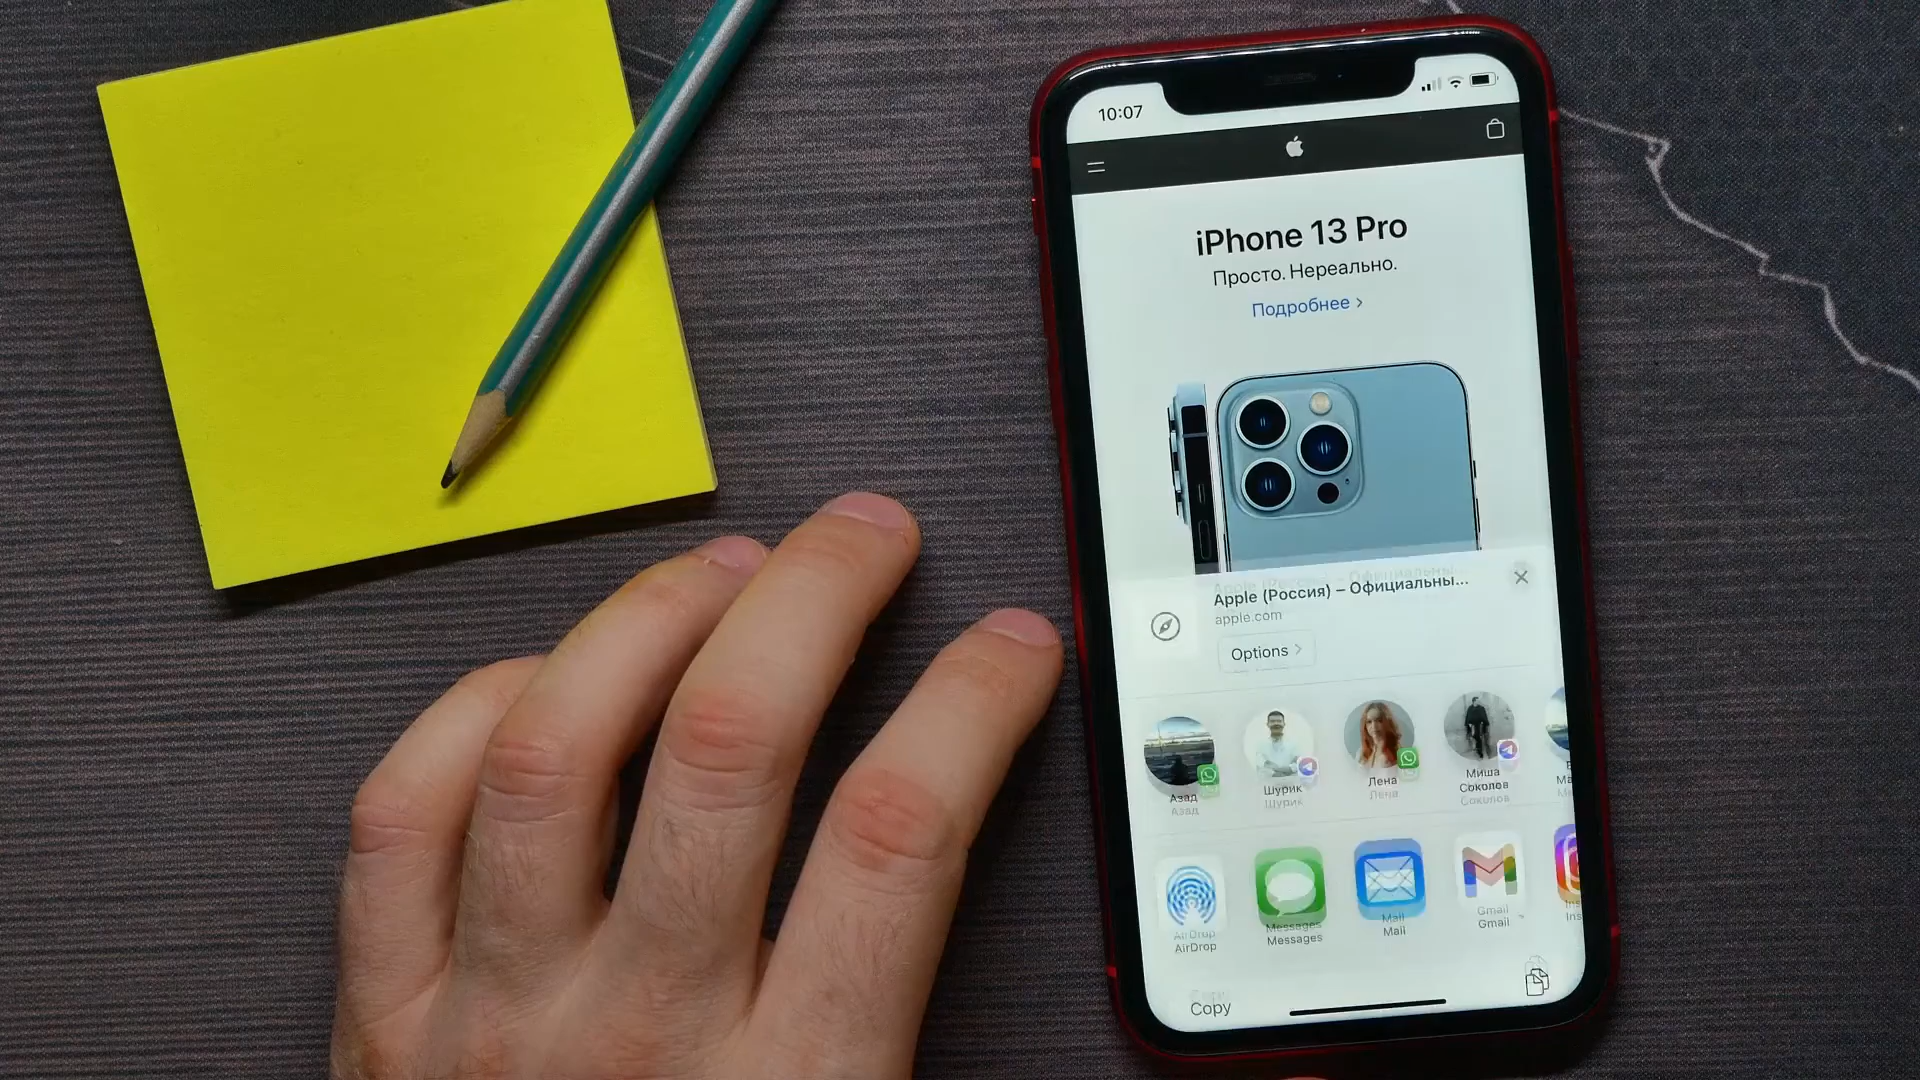 10:07
iPhone 13 Pro
Просто. Нереально.
Подробнее >
Apple (Россия) – Официальны...
apple.com
Options >
Азад
Шурик
Лена
Миша
Соколов
AirDrop
Messages
Mail
Gmail
Copy